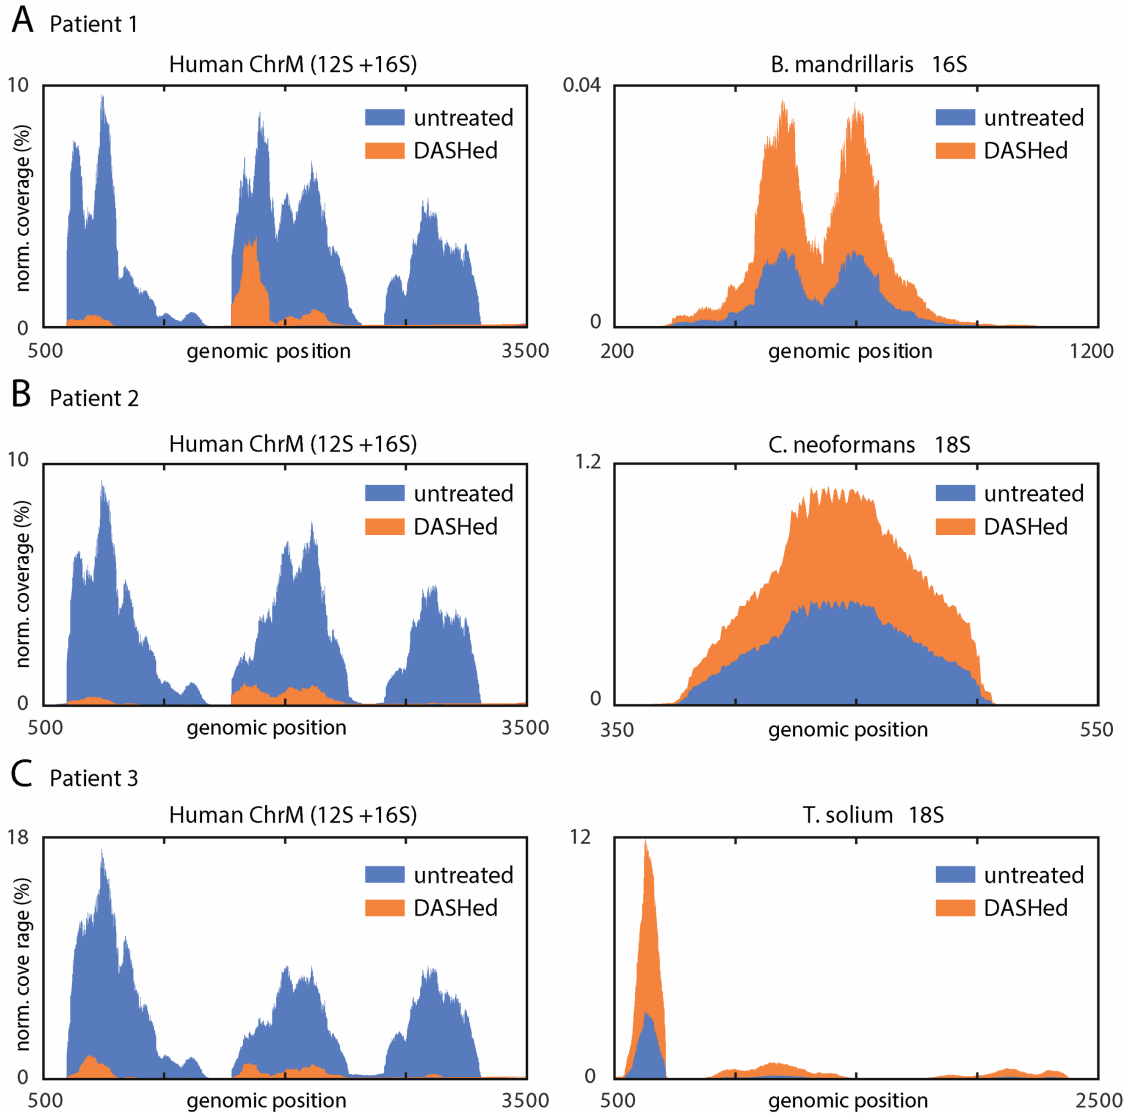 A Patient 1
Human ChrM (12S +16S)
10
norm. coverage (%)
untreated
DASHed
0
500
genomic position
3500
B. mandrillaris 16S
0.04
untreated
DASHed
0
200
genomic position
1200
B Patient 2
Human ChrM (12S +16S)
10
norm. coverage (%)
untreated
DASHed
0
500
genomic position
3500
C. neoformans 18S
1.2
untreated
DASHed
0
350
genomic position
550
C Patient 3
Human ChrM (12S +16S)
18
norm. cove rage (%)
untreated
DASHed
0
500
genomic position
3500
T. solium 18S
12
untreated
DASHed
0
500
genomic position
2500